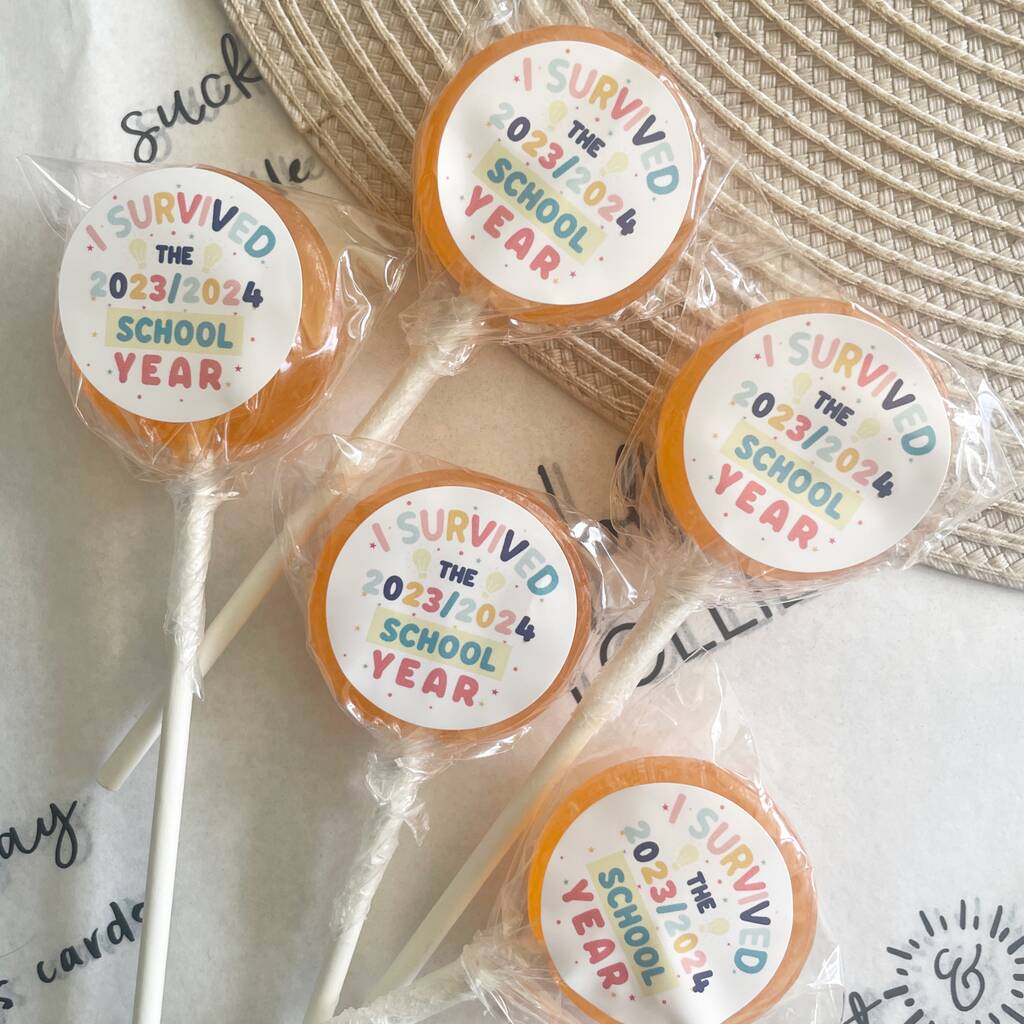 suck
I SURVIVED
THE
2023/2024
SCHOOL
YEAR
I SURVIVED
THE
2023/2024
SCHOOL
YEAR
I SURVIVED
THE
2023/2024
SCHOOL
YEAR
I SURVIVED
THE
2023/2024
SCHOOL
YEAR
I SURVIVED
THE
2023/2024
SCHOOL
YEAR
ay
cards
&